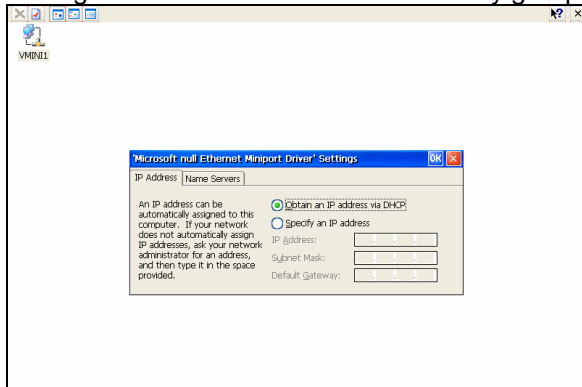 VMINI1
'Microsoft null Ethernet Miniport Driver' Settings
OK
IP Address
Name Servers
An IP address can be
automatically assigned to this
computer. If your network
does not automatically assign
IP addresses, ask your network
administrator for an address,
and then type it in the space
provided.
Obtain an IP address via DHCP
Specify an IP address
IP Address:
Subnet Mask:
Default Gateway: